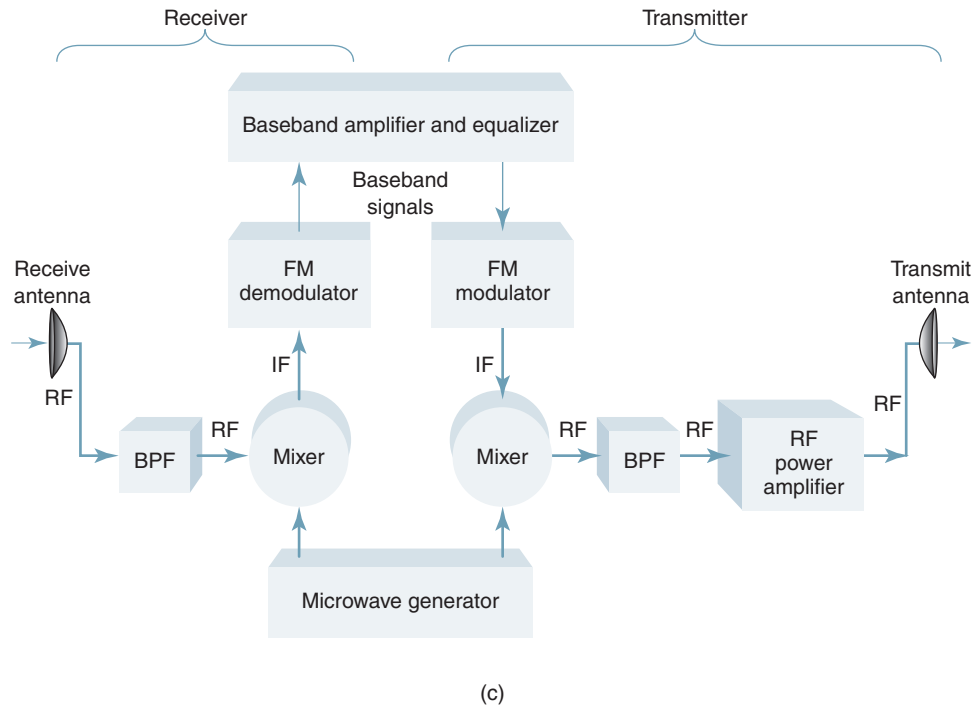 Receiver
Transmitter
Baseband amplifier and equalizer
Baseband
signals
FM
demodulator
FM
modulator
Receive
antenna
Transmit
antenna
IF
IF
RF
RF
RF
RF
RF
BPF
Mixer
Mixer
BPF
RF
power
amplifier
Microwave generator
(c)